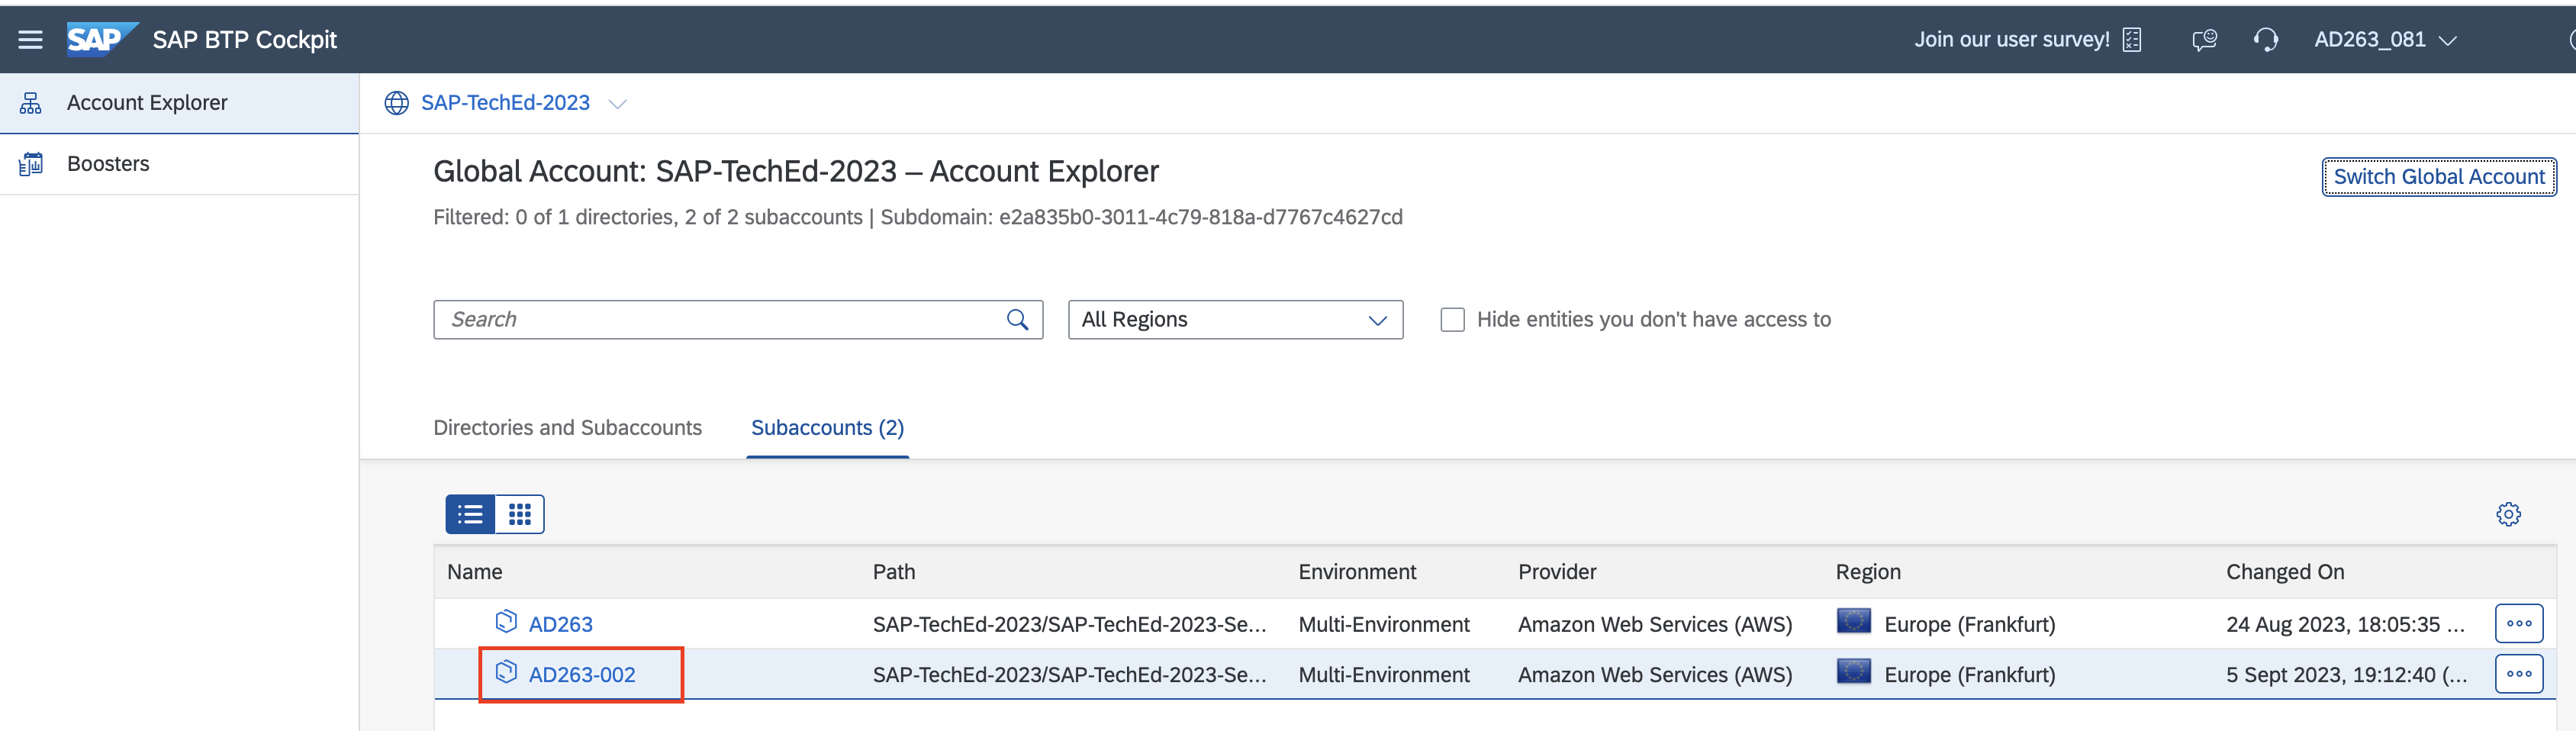 SAP SAP BTP Cockpit Join our user survey! AD263_081
Account Explorer
Boosters
SAP-TechEd-2023
Global Account: SAP-TechEd-2023 – Account Explorer
Switch Global Account
Filtered: 0 of 1 directories, 2 of 2 subaccounts | Subdomain: e2a835b0-3011-4c79-818a-d7767c4627cd
Search All Regions Hide entities you don't have access to
Directories and Subaccounts Subaccounts (2)
Name Path Environment Provider Region Changed On
AD263 SAP-TechEd-2023/SAP-TechEd-2023-Se... Multi-Environment Amazon Web Services (AWS) Europe (Frankfurt) 24 Aug 2023, 18:05:35 ...
AD263-002 SAP-TechEd-2023/SAP-TechEd-2023-Se... Multi-Environment Amazon Web Services (AWS) Europe (Frankfurt) 5 Sept 2023, 19:12:40 (...